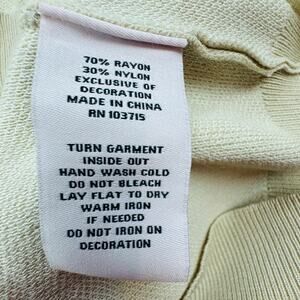 70% RAYON
30% NYLON
EXCLUSIVE OF
DECORATION
MADE IN CHINA
RN 103715
TURN GARMENT
INSIDE OUT
HAND WASH COLD
DO NOT BLEACH
LAY FLAT TO DRY
WARM IRON
IF NEEDED
DO NOT IRON ON
DECORATION